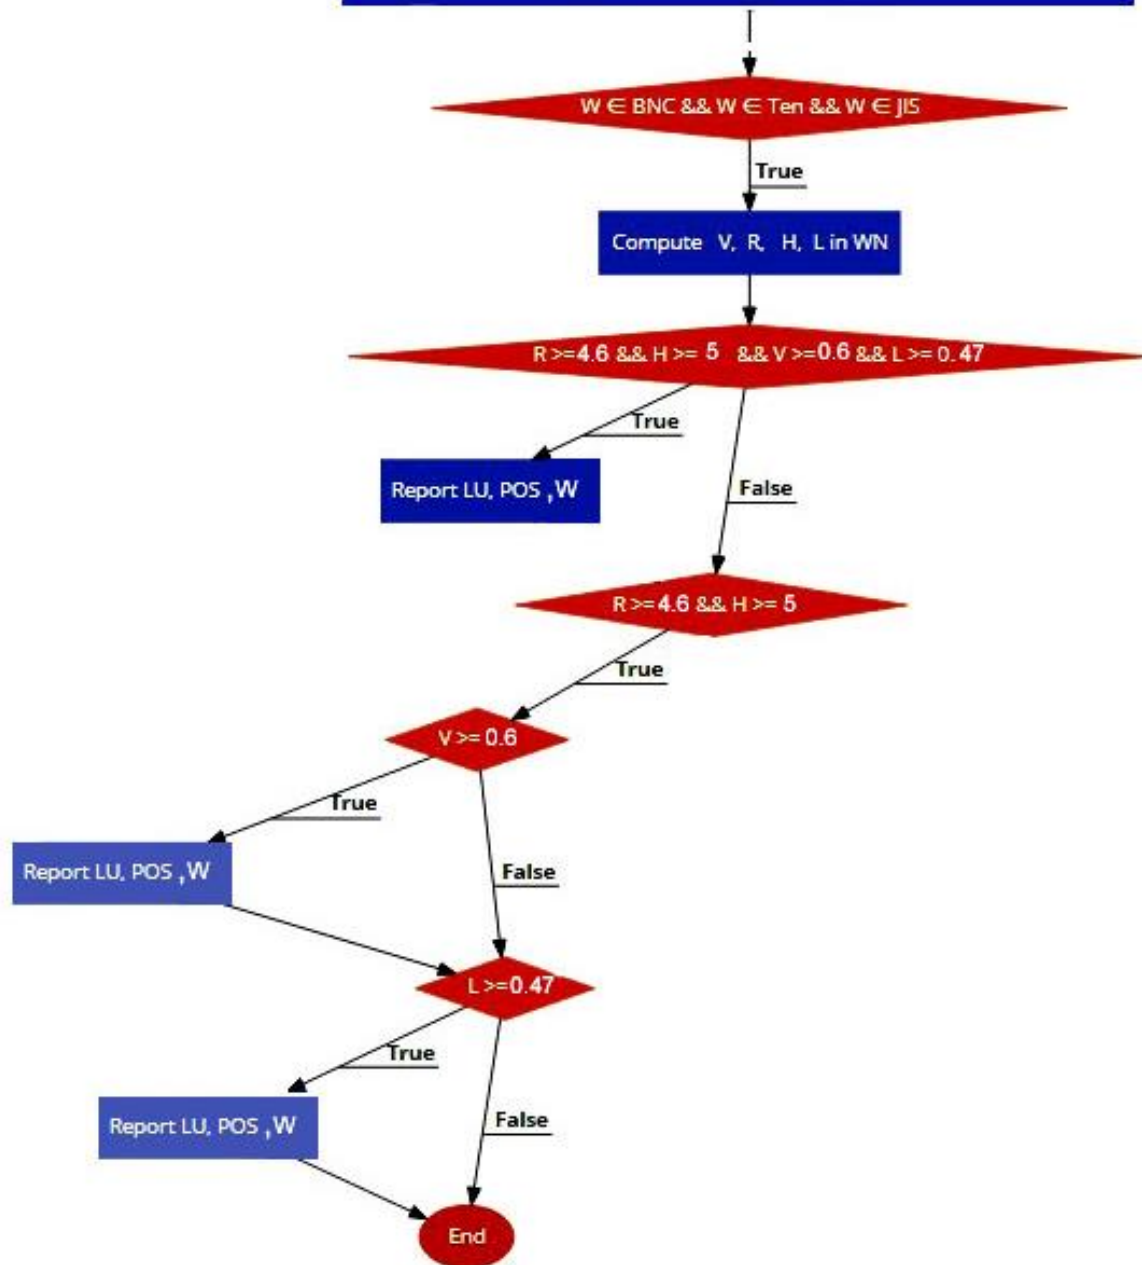 W ∈ BNC && W ∈ Ten && W ∈ JIS
True
Compute V, R, H, L in WN
R >=4.6 && H >= 5 && V >=0.6 && L >= 0.47
True
Report LU, POS ,W
False
R >= 4.6 && H >= 5
True
V >= 0.6
True
Report LU, POS ,W
False
L >=0.47
True
Report LU, POS ,W
False
End